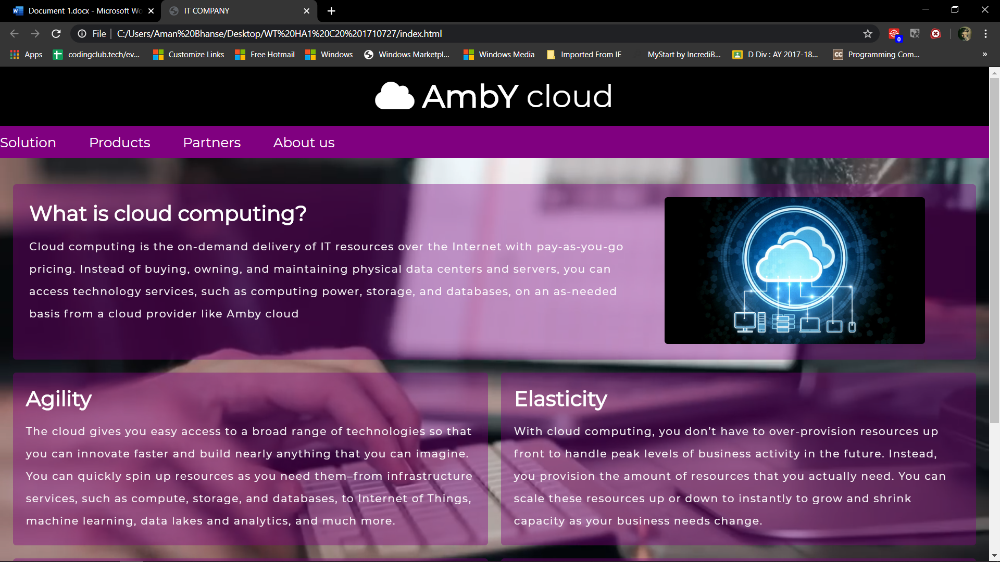 Document 1.docx - Microsoft Wo
IT COMPANY
File | C:/Users/Aman%20Bhanse/Desktop/WT%20HA1%20C20%201710727/index.html
0
Apps codingclub.tech/ev... Customize Links Free Hotmail Windows Windows Marketpl... Windows Media Imported From IE MyStart by IncrediB... D Div : AY 2017-18... CC Programming Com... »
AmbY cloud
Solution Products Partners About us
What is cloud computing?
Cloud computing is the on-demand delivery of IT resources over the Internet with pay-as-you-go
pricing. Instead of buying, owning, and maintaining physical data centers and servers, you can
access technology services, such as computing power, storage, and databases, on an as-needed
basis from a cloud provider like Amby cloud
Agility
The cloud gives you easy access to a broad range of technologies so that
you can innovate faster and build nearly anything that you can imagine.
You can quickly spin up resources as you need them–from infrastructure
services, such as compute, storage, and databases, to Internet of Things,
machine learning, data lakes and analytics, and much more.
Elasticity
With cloud computing, you don’t have to over-provision resources up
front to handle peak levels of business activity in the future. Instead,
you provision the amount of resources that you actually need. You can
scale these resources up or down to instantly to grow and shrink
capacity as your business needs change.